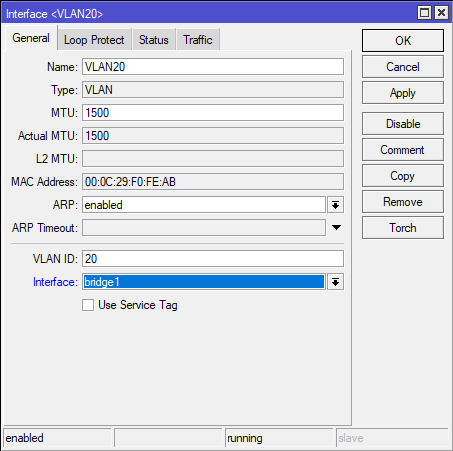 Interface <VLAN20>
General Loop Protect Status Traffic
Name: VLAN20
Type: VLAN
MTU: 1500
Actual MTU: 1500
L2 MTU:
MAC Address: 00:0C:29:F0:FE:AB
ARP: enabled
ARP Timeout:
VLAN ID: 20
Interface: bridge1
Use Service Tag
OK
Cancel
Apply
Disable
Comment
Copy
Remove
Torch
enabled running slave